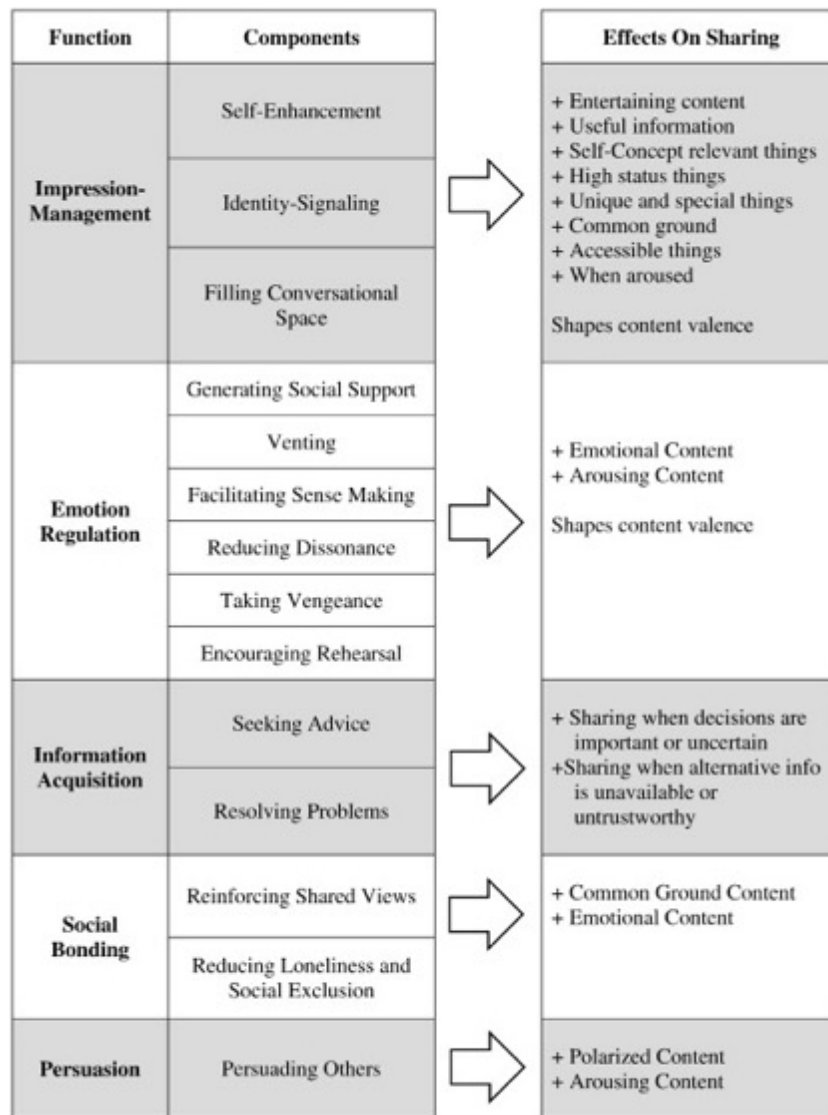 Function
Components
Effects On Sharing
Impression-
Management
Self-Enhancement
Identity-Signaling
Filling Conversational
Space
+ Entertaining content
+ Useful information
+ Self-Concept relevant things
+ High status things
+ Unique and special things
+ Common ground
+ Accessible things
+ When aroused
Shapes content valence
Emotion
Regulation
Generating Social Support
Venting
Facilitating Sense Making
Reducing Dissonance
Taking Vengeance
Encouraging Rehearsal
+ Emotional Content
+ Arousing Content
Shapes content valence
Information
Acquisition
Seeking Advice
Resolving Problems
+ Sharing when decisions are
important or uncertain
+Sharing when alternative info
is unavailable or
untrustworthy
Social
Bonding
Reinforcing Shared Views
Reducing Loneliness and
Social Exclusion
+ Common Ground Content
+ Emotional Content
Persuasion
Persuading Others
+ Polarized Content
+ Arousing Content